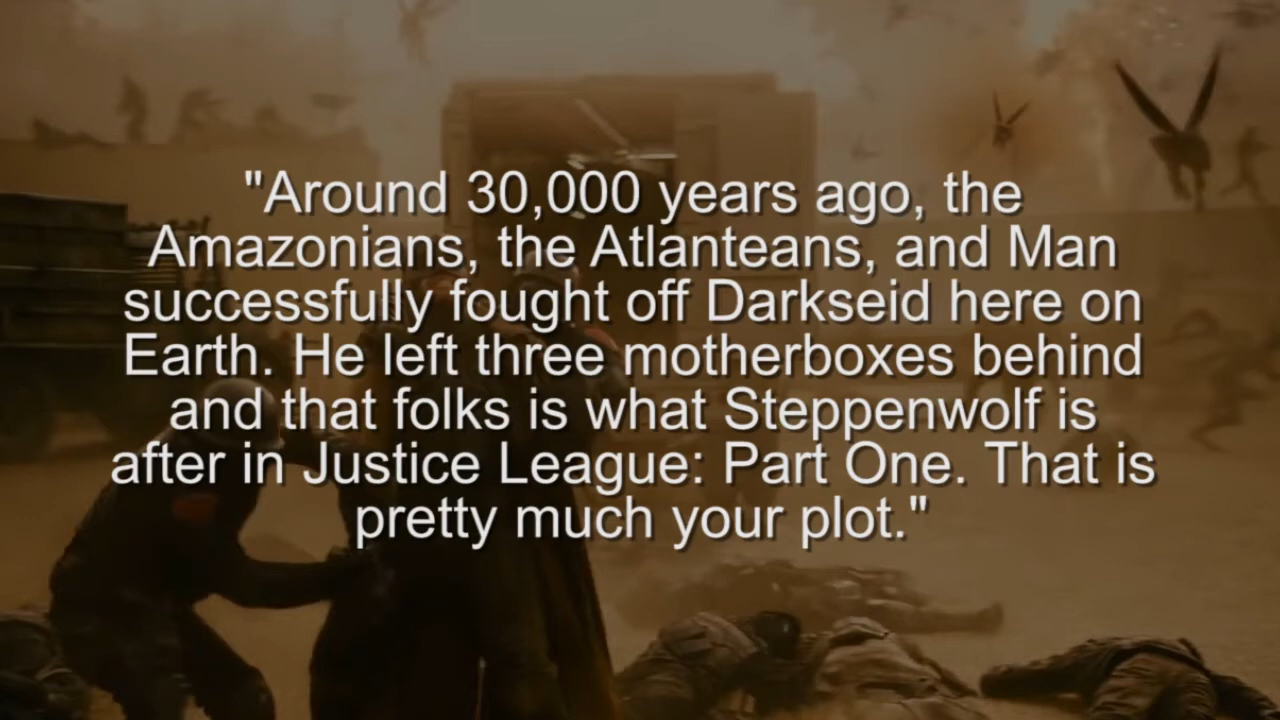 "Around 30,000 years ago, the
Amazonians, the Atlanteans, and Man
successfully fought off Darkseid here on
Earth. He left three motherboxes behind
and that folks is what Steppenwolf is
after in Justice League: Part One. That is
pretty much your plot."